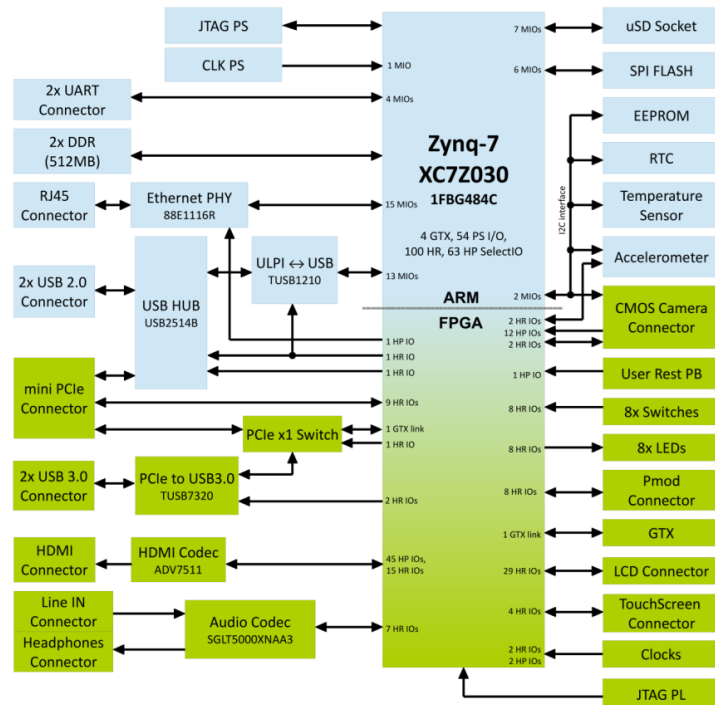 JTAG PS
CLK PS
2x UART
Connector
2x DDR
(512MB)
RJ45
Connector
Ethernet PHY
88E1116R
2x USB 2.0
Connector
USB HUB
USB2514B
ULPI ↔ USB
TUSB1210
mini PCIe
Connector
PCIe x1 Switch
2x USB 3.0
Connector
PCIe to USB3.0
TUSB7320
HDMI
Connector
HDMI Codec
ADV7511
Line IN
Connector
Headphones
Connector
Audio Codec
SGLT5000XNAA3
1 MIO
4 MIOs
15 MIOs
13 MIOs
1 HP IO
1 HR IO
1 HR IO
9 HR IOs
1 GTX link
1 HR IO
2 HR IOs
45 HP IOs,
15 HR IOs
7 HR IOs
Zynq-7
XC7Z030
1FBG484C
4 GTX, 54 PS I/O,
100 HR, 63 HP SelectIO
ARM
FPGA
7 MIOs
6 MIOs
I2C interface
2 MIOs
2 HR IOs
12 HP IOs
2 HR IOs
1 HP IO
8 HR IOs
8 HR IOs
8 HR IOs
1 GTX link
29 HR IOs
4 HR IOs
2 HR IOs
2 HP IOs
uSD Socket
SPI FLASH
EEPROM
RTC
Temperature
Sensor
Accelerometer
CMOS Camera
Connector
User Rest PB
8x Switches
8x LEDs
Pmod
Connector
GTX
LCD Connector
TouchScreen
Connector
Clocks
JTAG PL